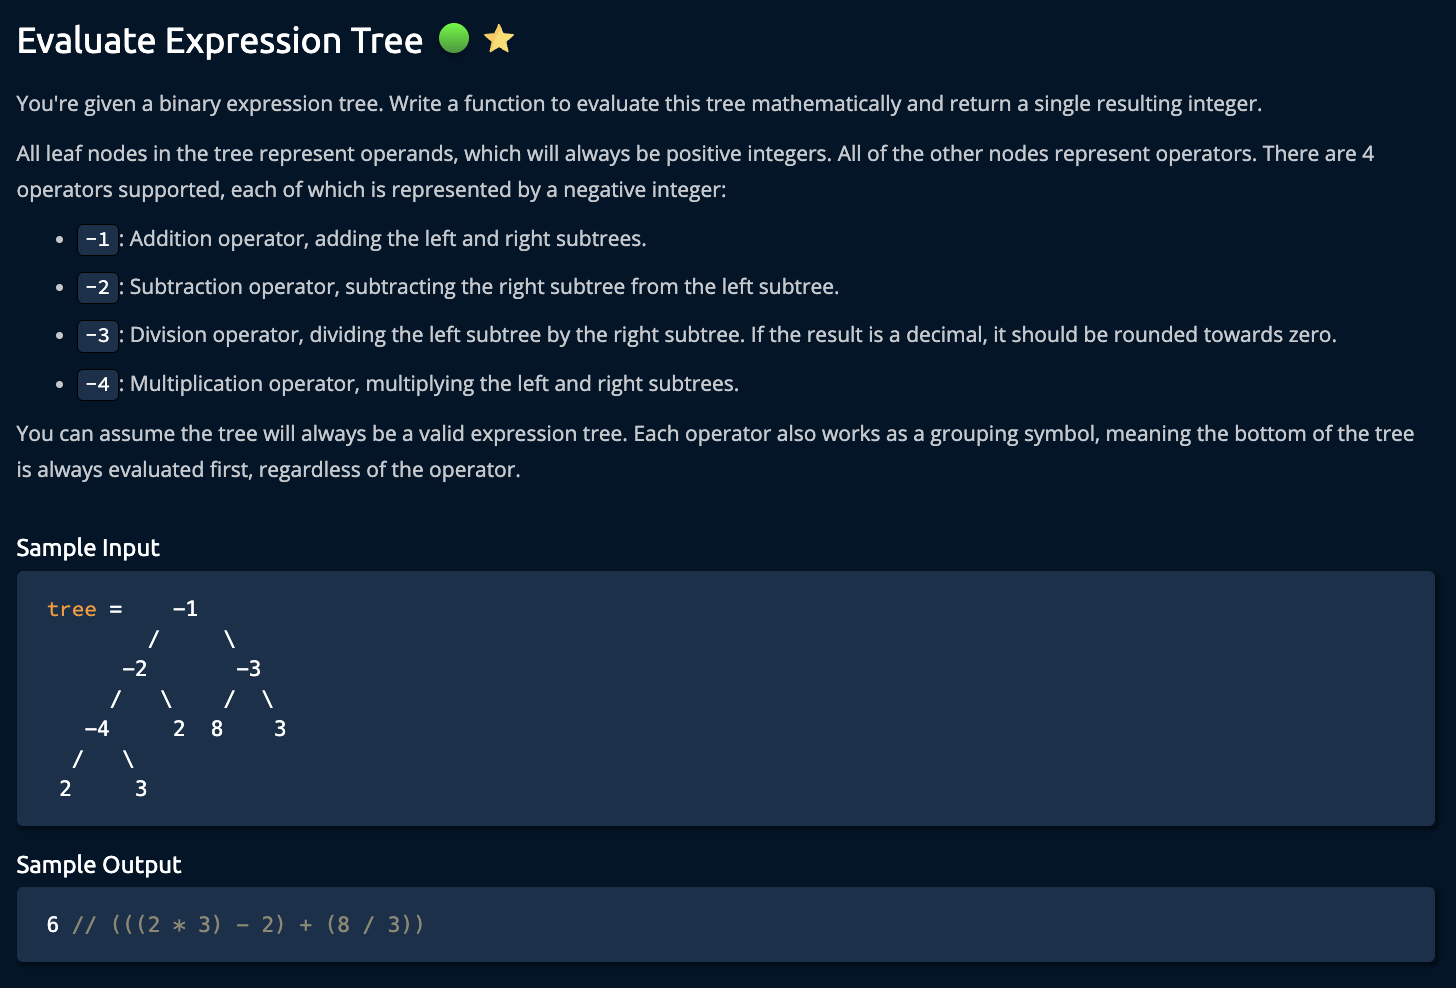 Evaluate Expression Tree
You're given a binary expression tree. Write a function to evaluate this tree mathematically and return a single resulting integer.
All leaf nodes in the tree represent operands, which will always be positive integers. All of the other nodes represent operators. There are 4
operators supported, each of which is represented by a negative integer:
• -1: Addition operator, adding the left and right subtrees.
• -2: Subtraction operator, subtracting the right subtree from the left subtree.
• -3: Division operator, dividing the left subtree by the right subtree. If the result is a decimal, it should be rounded towards zero.
• -4: Multiplication operator, multiplying the left and right subtrees.
You can assume the tree will always be a valid expression tree. Each operator also works as a grouping symbol, meaning the bottom of the tree
is always evaluated first, regardless of the operator.
Sample Input
tree =    -1
        /     \
      -2       -3
     /   \    /  \
   -4     2  8    3
  /   \
 2     3
Sample Output
6 // (((2 * 3) - 2) + (8 / 3))